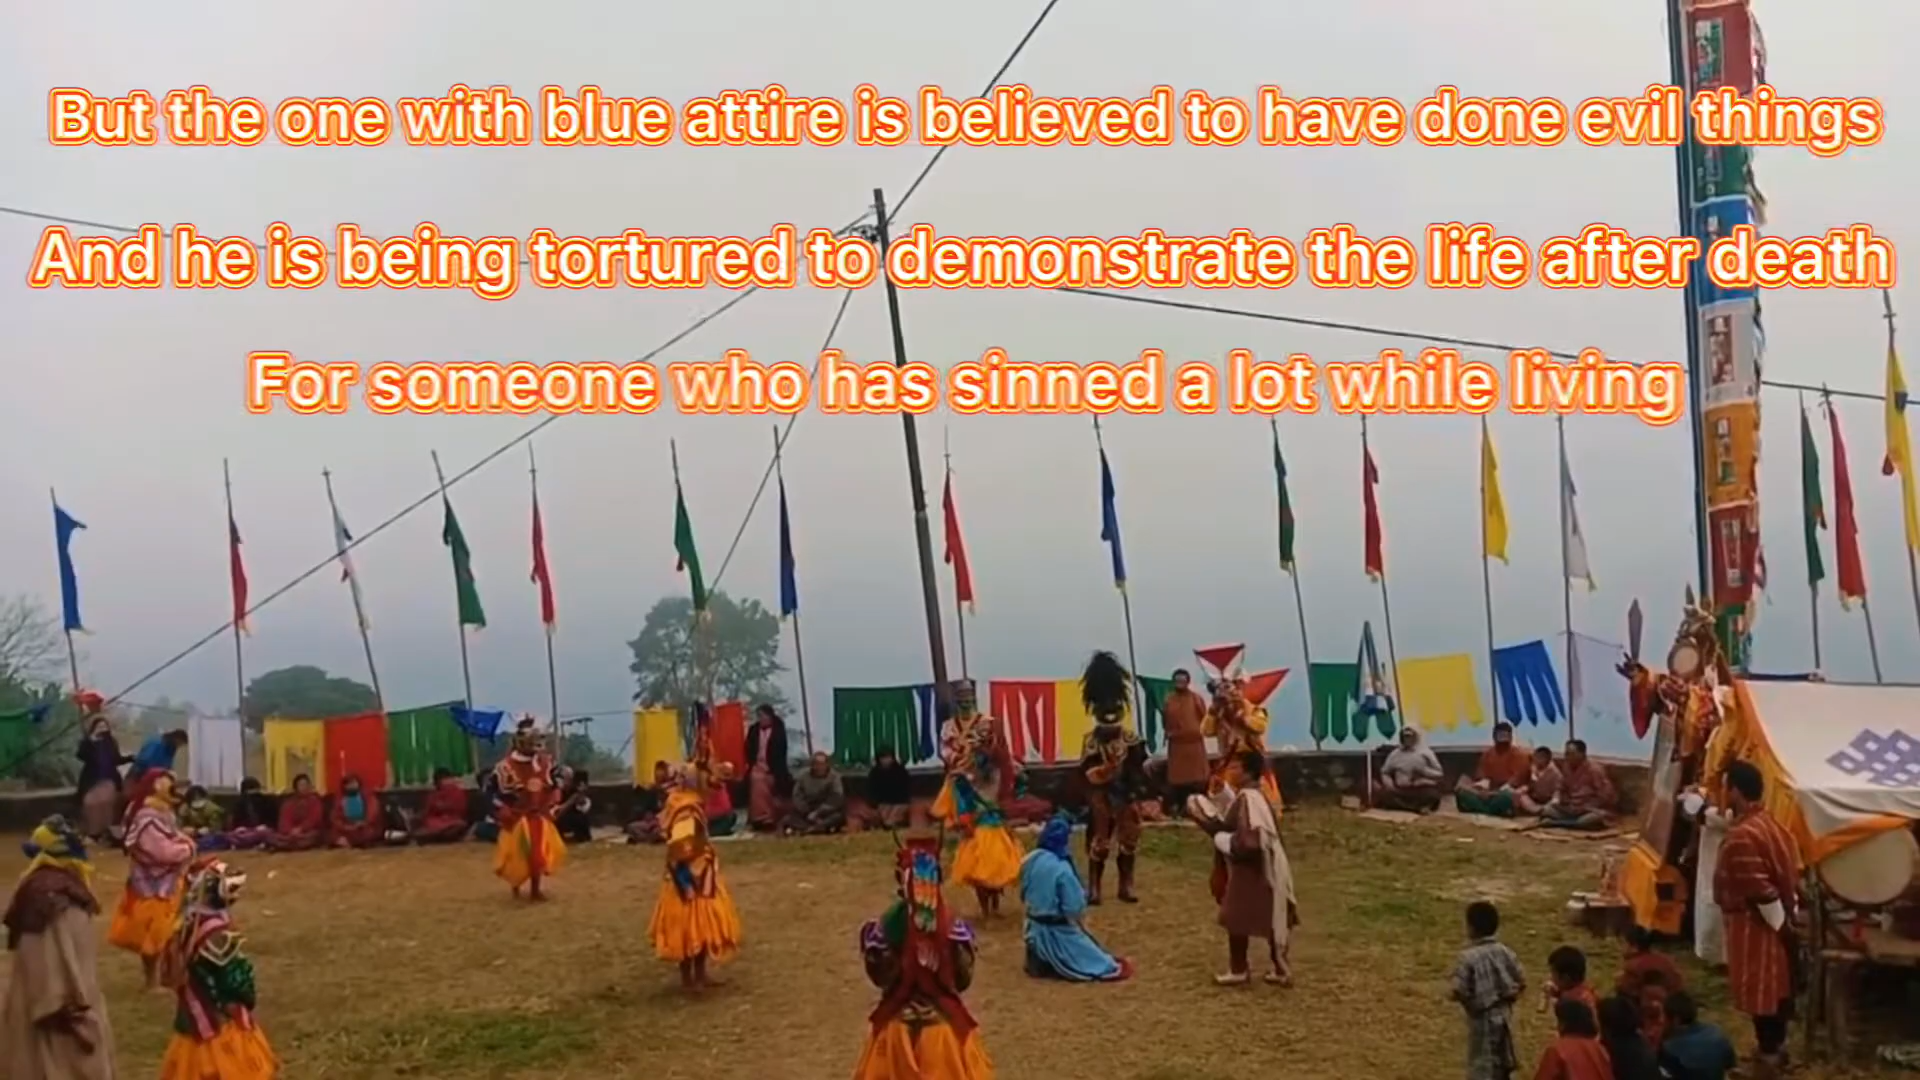 But the one with blue attire is believed to have done evil things
And he is being tortured to demonstrate the life after death
For someone who has sinned a lot while living